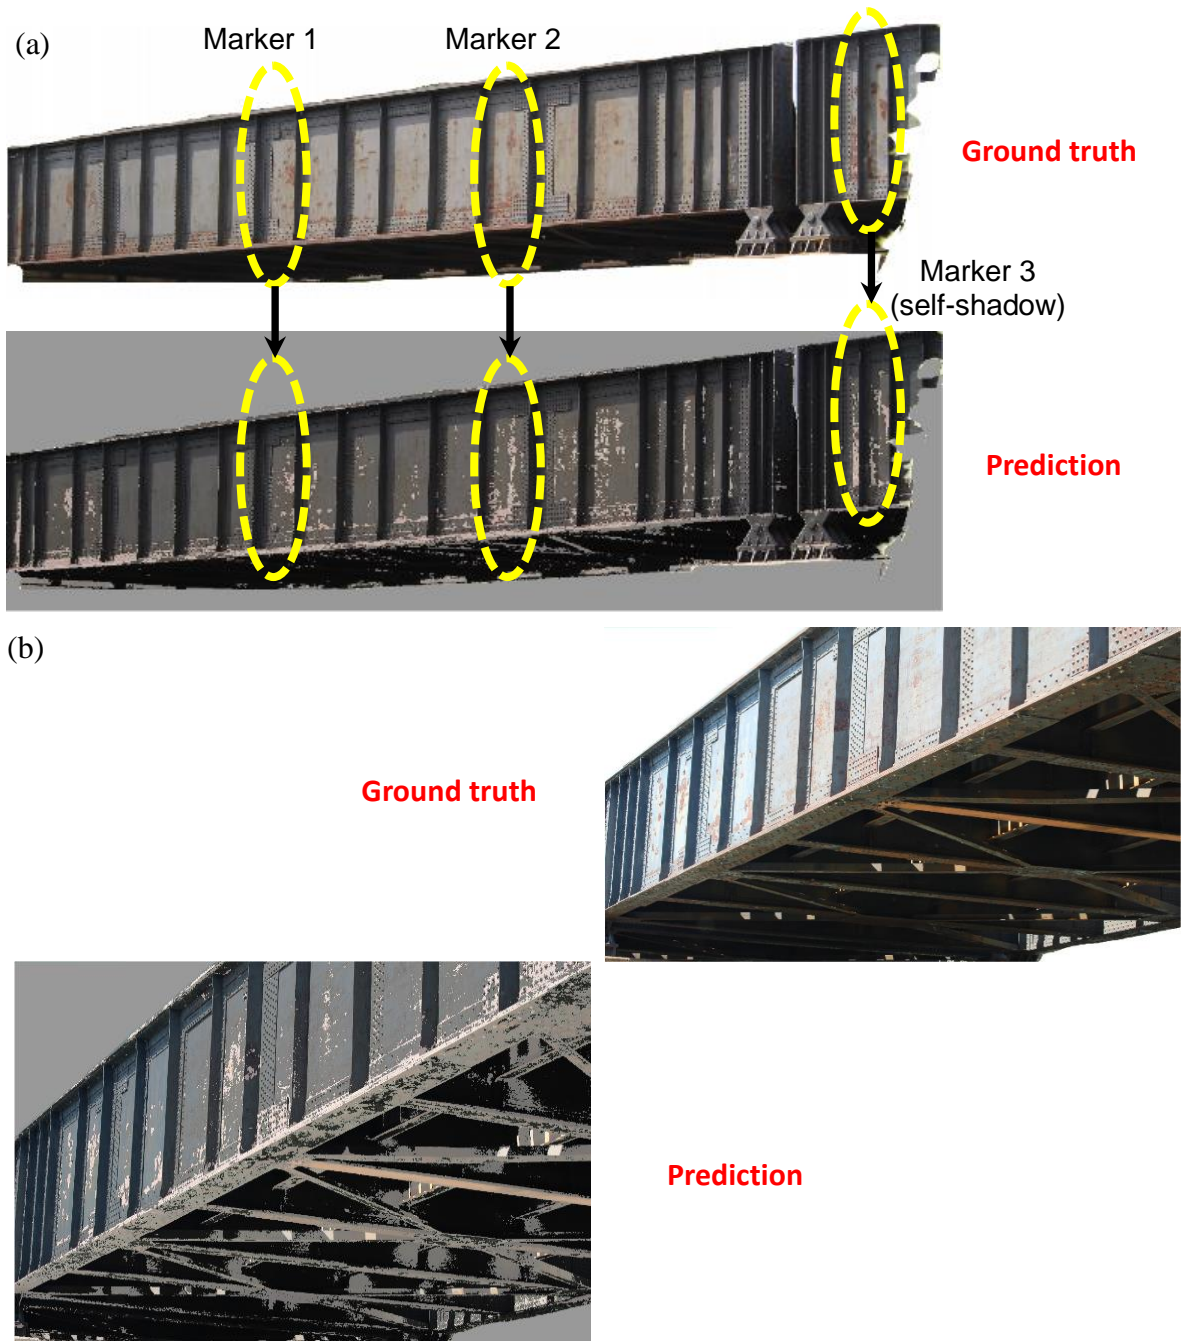 (a)
Marker 1
Marker 2
Ground truth
Marker 3
(self-shadow)
Prediction
(b)
Ground truth
Prediction